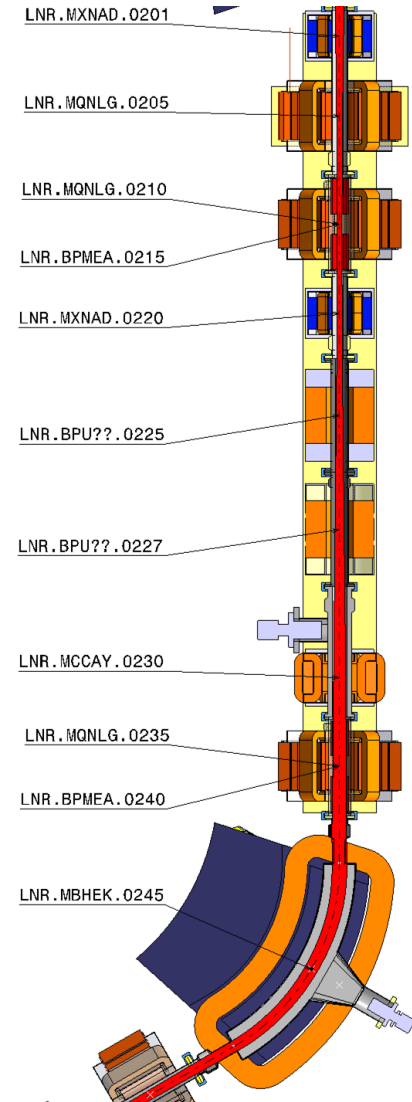 LNR.MXNAD.0201
LNR.MQNLG.0205
LNR.MQNLG.0210
LNR.BPMEA.0215
LNR.MXNAD.0220
LNR.BPU??.0225
LNR.BPU??.0227
LNR.MCCAY.0230
LNR.MQNLG.0235
LNR.BPMEA.0240
LNR.MBHEK.0245